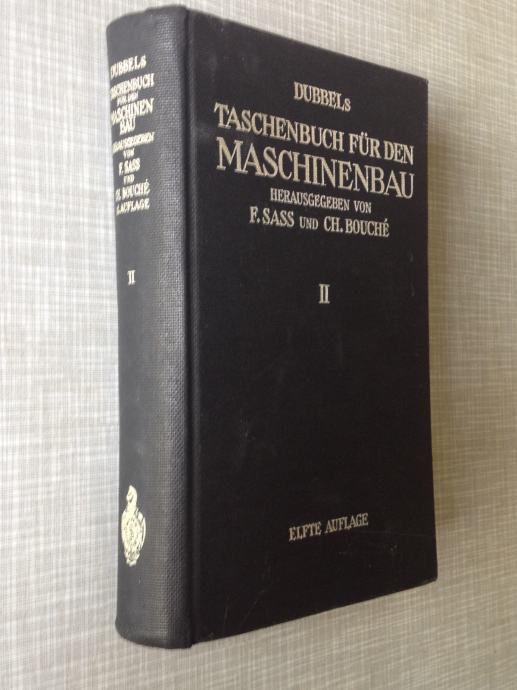 DUBBELs
TASCHENBUCH FÜR DEN
MASCHINENBAU
HERAUSGEGEBEN VON
F. SASS UND CH. BOUCHÉ
II
ELFTE AUFLAGE
DUBBELs
TASCHENBUCH
FÜR DEN
MASCHINEN
BAU
HERAUSGEGEBEN
VON
F. SASS
UND
CH. BOUCHÉ
AUFLAGE
II